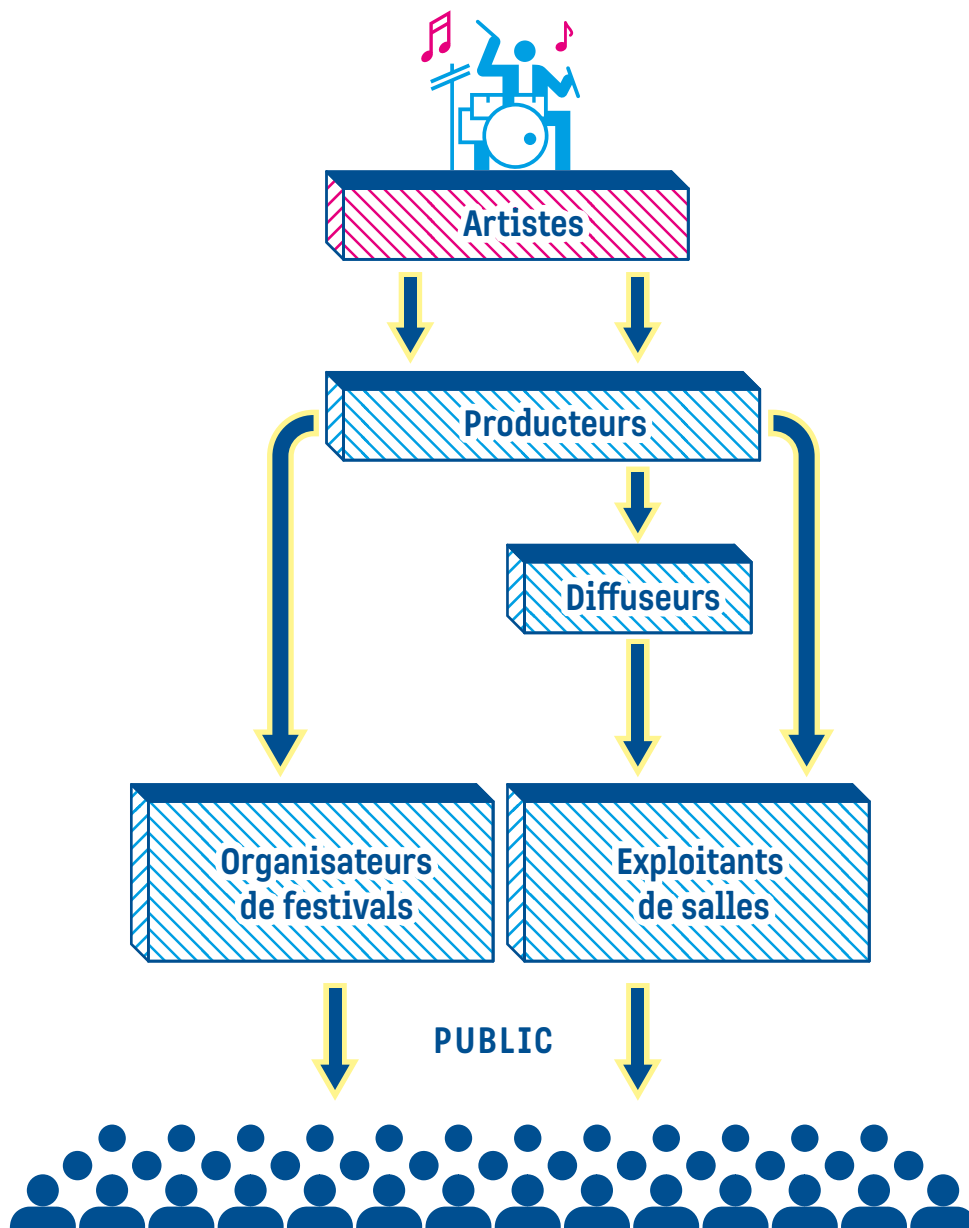 Artistes
Producteurs
Diffuseurs
Organisateurs
de festivals
Exploitants
de salles
PUBLIC